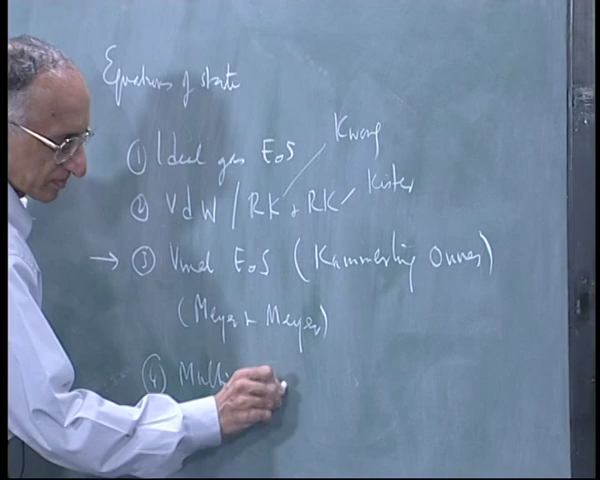 Equations of state
① Ideal gas EoS
Kwong
② VdW / RK + RK
Kister
→ ③ Virial EoS (Kammerling Onnes)
(Meyer + Meyer)
④ Multi